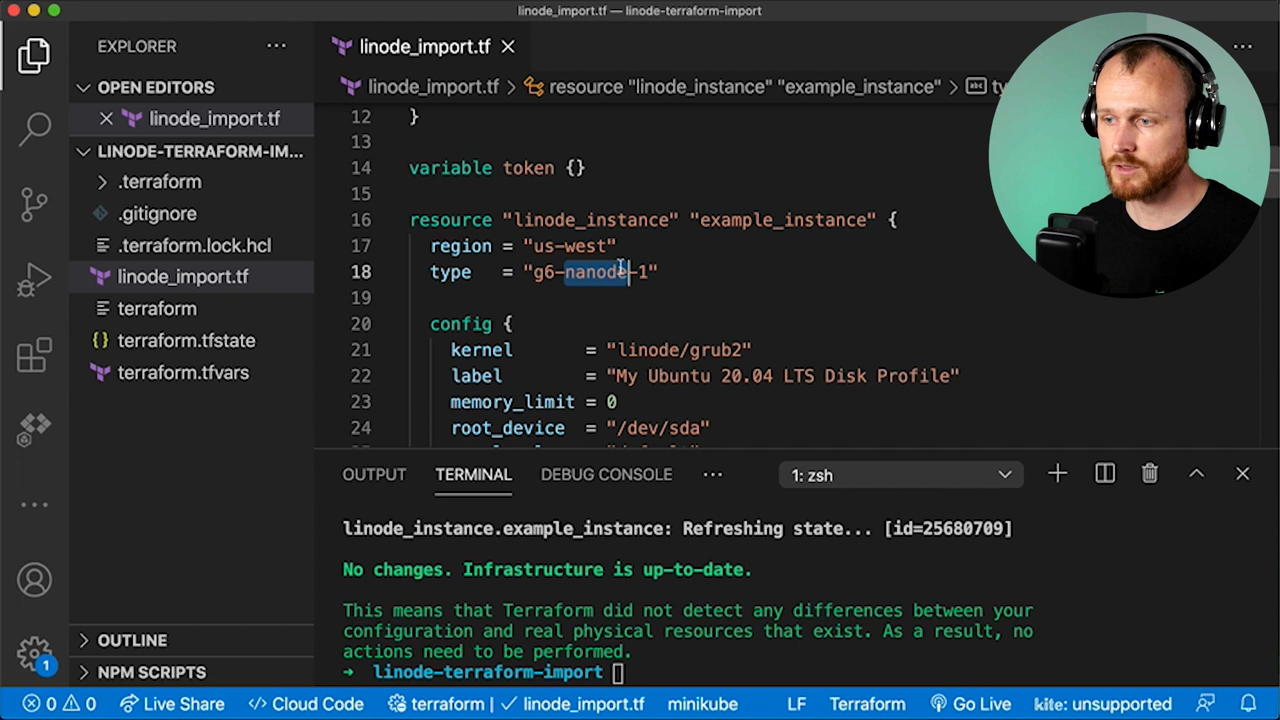 linode_import.tf — linode-terraform-import
EXPLORER
OPEN EDITORS
linode_import.tf
LINODE-TERRAFORM-IM...
.terraform
.gitignore
.terraform.lock.hcl
linode_import.tf
terraform
terraform.tfstate
terraform.tfvars
OUTLINE
NPM SCRIPTS
1
linode_import.tf
linode_import.tf > resource "linode_instance" "example_instance" > abc
12 }
13
14 variable token {}
15
16 resource "linode_instance" "example_instance" {
17 region = "us-west"
18 type = "g6-nanode-1"
19
20 config {
21 kernel = "linode/grub2"
22 label = "My Ubuntu 20.04 LTS Disk Profile"
23 memory_limit = 0
24 root_device = "/dev/sda"
OUTPUT TERMINAL DEBUG CONSOLE ... 1: zsh
linode_instance.example_instance: Refreshing state... [id=25680709]
No changes. Infrastructure is up-to-date.
This means that Terraform did not detect any differences between your
configuration and real physical resources that exist. As a result, no
actions need to be performed.
→ linode-terraform-import
0 0 Live Share Cloud Code terraform | ✓ linode_import.tf minikube LF Terraform Go Live kite: unsupported